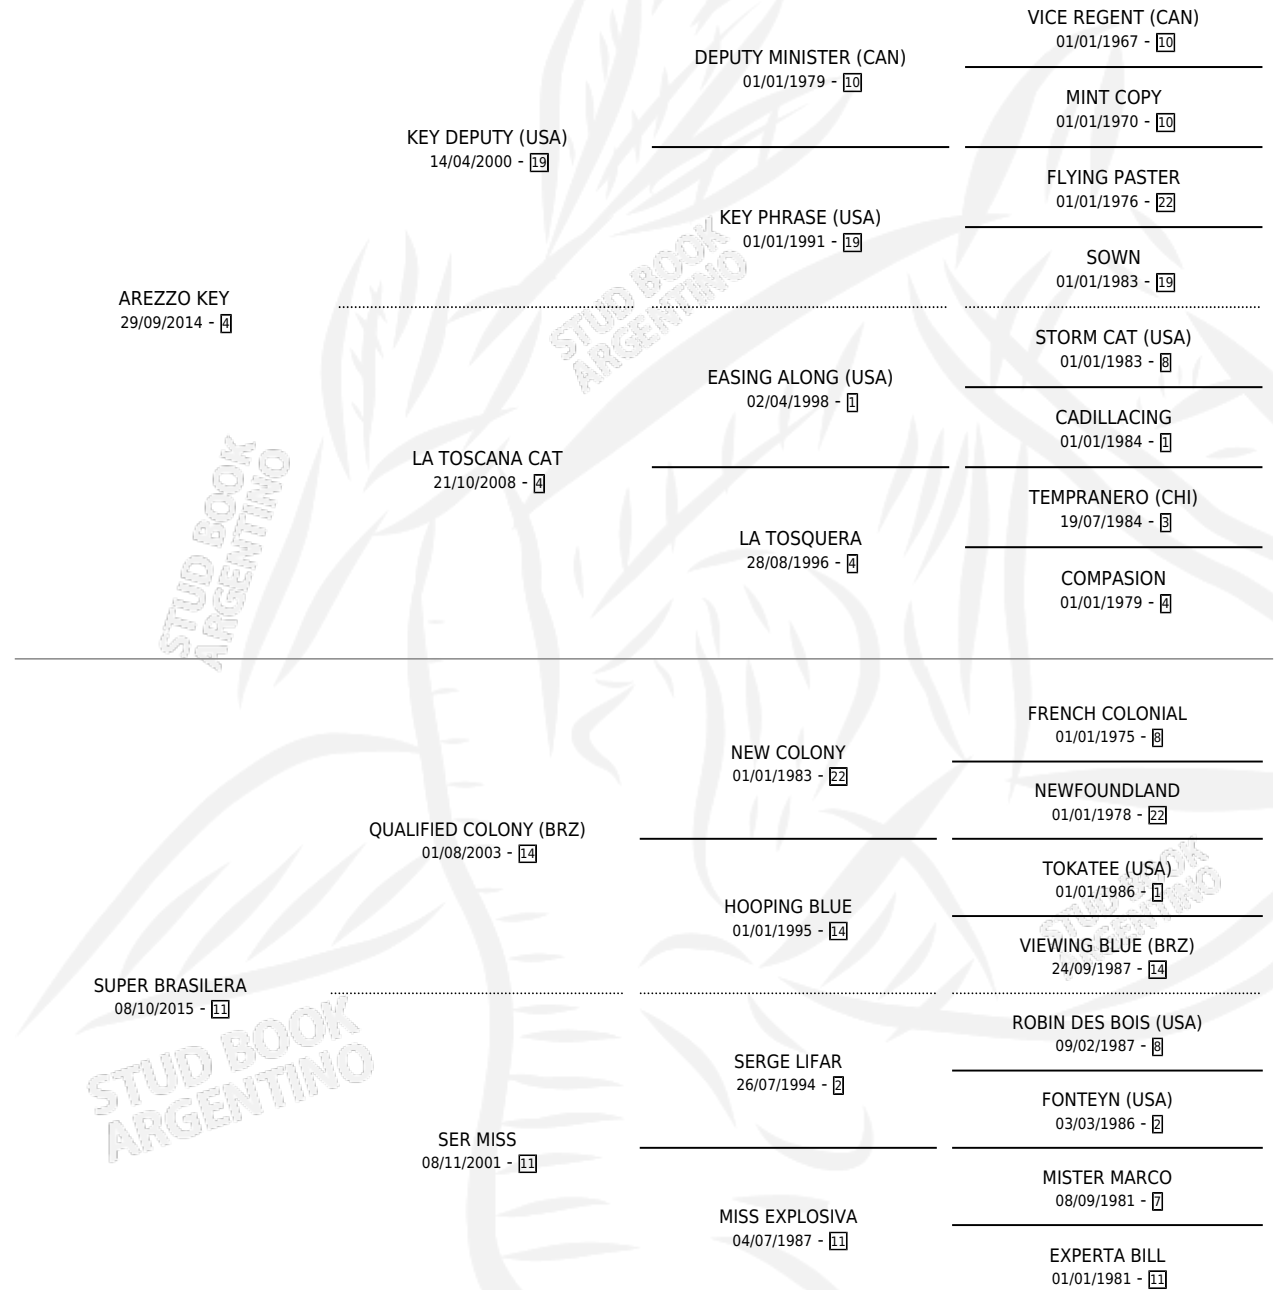 VICE REGENT (CAN)
01/01/1967 - 10
DEPUTY MINISTER (CAN)
01/01/1979 - 10
MINT COPY
01/01/1970 - 10
KEY DEPUTY (USA)
14/04/2000 - 19
FLYING PASTER
01/01/1976 - 22
KEY PHRASE (USA)
01/01/1991 - 19
SOWN
01/01/1983 - 19
AREZZO KEY
29/09/2014 - 4
STORM CAT (USA)
01/01/1983 - 8
EASING ALONG (USA)
02/04/1998 - 1
CADILLACING
01/01/1984 - 1
LA TOSCANA CAT
21/10/2008 - 4
TEMPRANERO (CHI)
19/07/1984 - 3
LA TOSQUERA
28/08/1996 - 4
COMPASION
01/01/1979 - 4
STUD BOOK
ARGENTINO
STUD BOOK
ARGENTINO
FRENCH COLONIAL
01/01/1975 - 8
NEW COLONY
01/01/1983 - 22
NEWFOUNDLAND
01/01/1978 - 22
QUALIFIED COLONY (BRZ)
01/08/2003 - 14
TOKATEE (USA)
01/01/1986 - 1
HOOPING BLUE
01/01/1995 - 14
VIEWING BLUE (BRZ)
24/09/1987 - 14
SUPER BRASILERA
08/10/2015 - 11
ROBIN DES BOIS (USA)
09/02/1987 - 8
SERGE LIFAR
26/07/1994 - 2
FONTEYN (USA)
03/03/1986 - 2
SER MISS
08/11/2001 - 11
MISTER MARCO
08/09/1981 - 7
MISS EXPLOSIVA
04/07/1987 - 11
EXPERTA BILL
01/01/1981 - 11
STUD BOOK
ARGENTINO
STUD BOOK
ARGENTINO